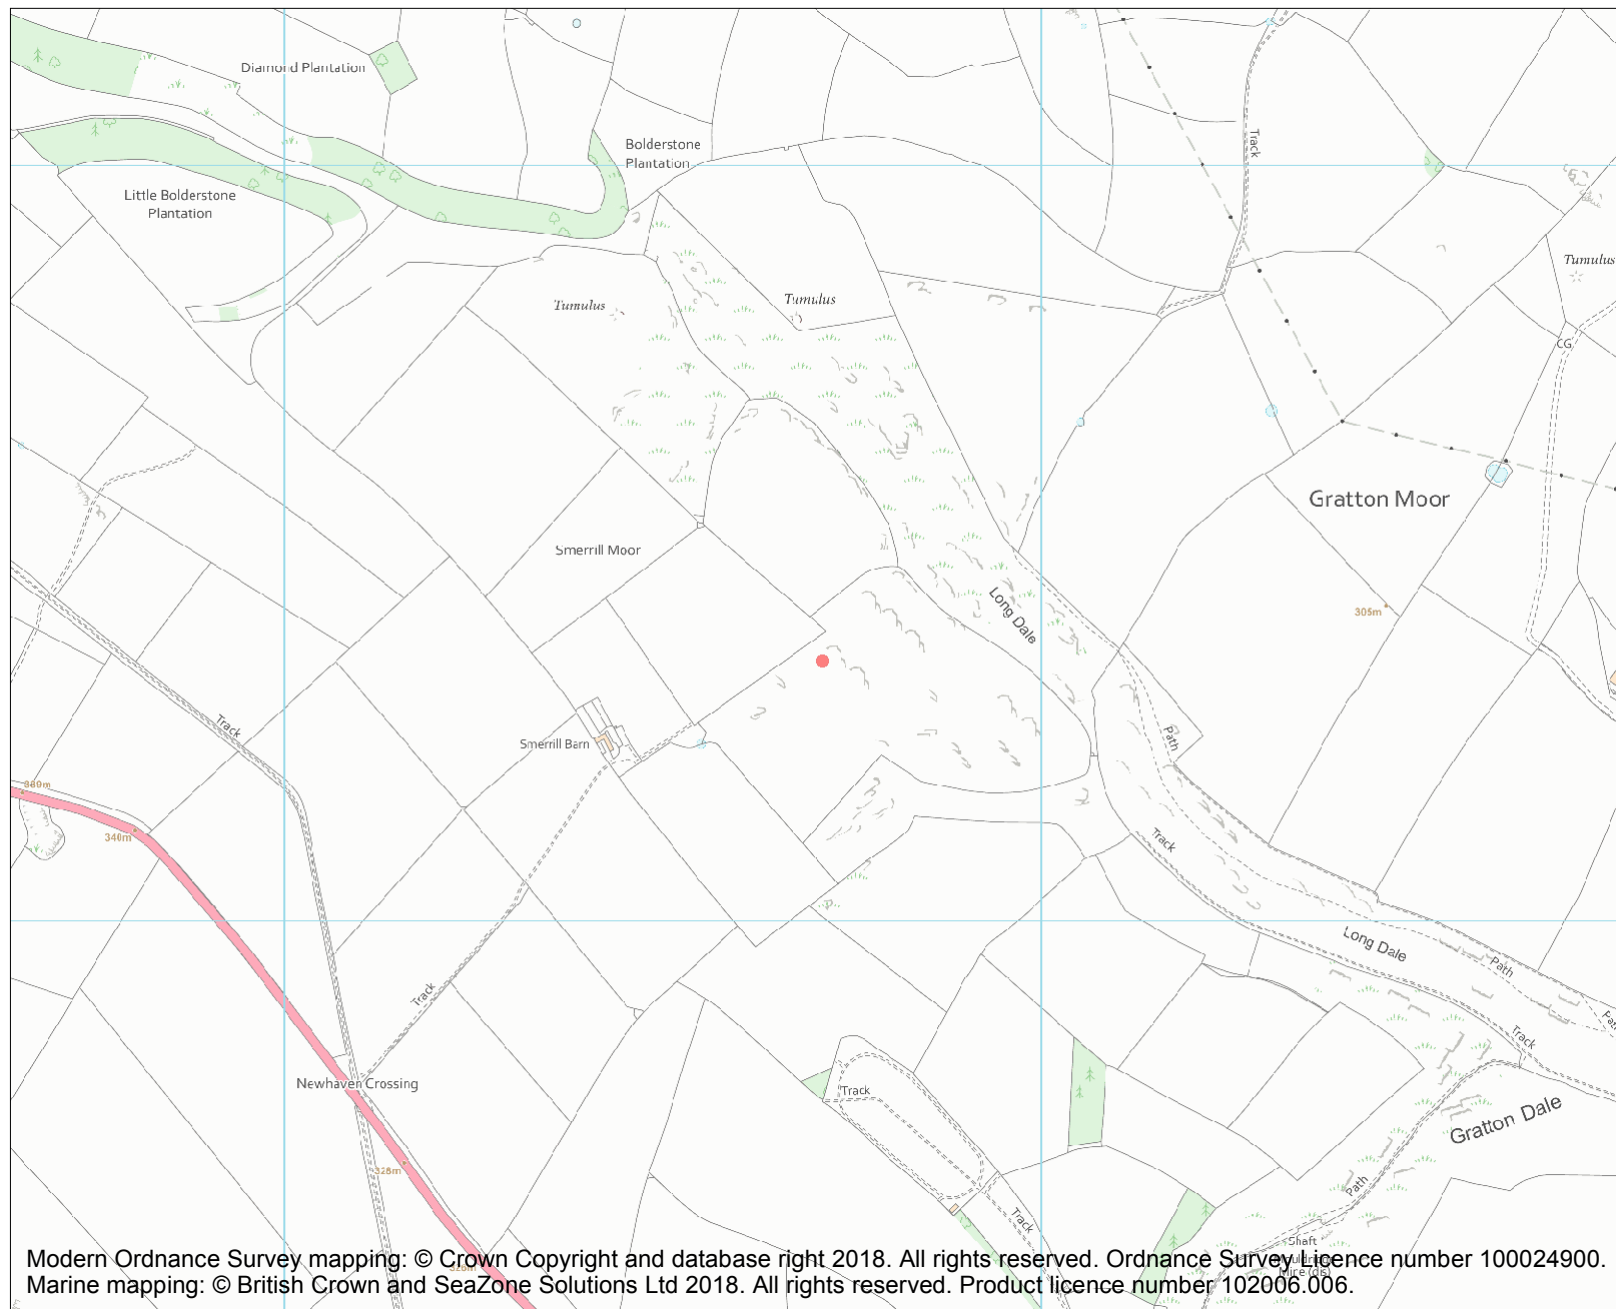 Diamond Plantation
Bolderstone
Plantation
Track
Little Bolderstone
Plantation
Tumulus
Tumulus
Tumulus
CG
Gratton Moor
Smerrill Moor
Long Dale
305m
Track
Path
Smerrill Barn
340m
Track
Long Dale
Path
Track
Path
Track
Newhaven Crossing
Track
Gratton Dale
328m
Path
Track
Shaft
Mire (dis)
Modern Ordnance Survey mapping: © Crown Copyright and database right 2018. All rights reserved. Ordnance Survey Licence number 100024900.
Marine mapping: © British Crown and SeaZone Solutions Ltd 2018. All rights reserved. Product licence number 102006.006.